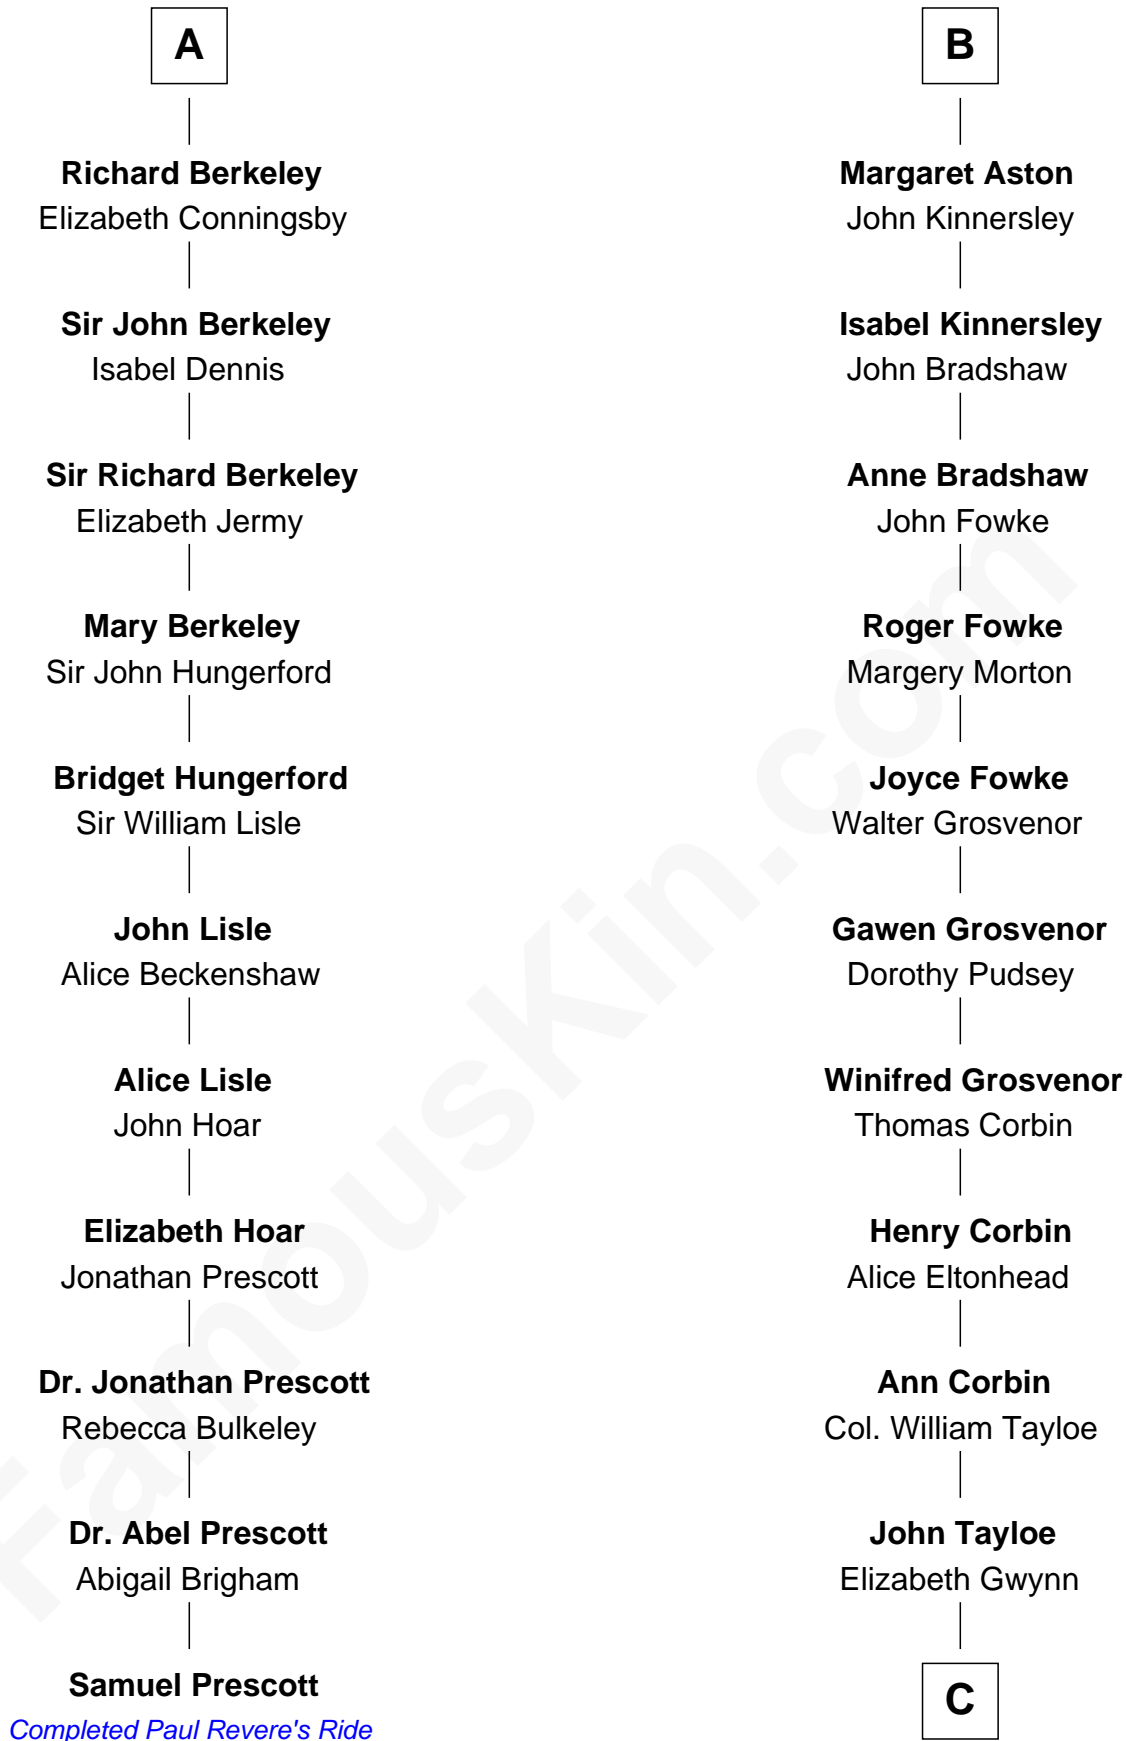 A
Richard Berkeley
Elizabeth Conningsby
Sir John Berkeley
Isabel Dennis
Sir Richard Berkeley
Elizabeth Jermy
Mary Berkeley
Sir John Hungerford
Bridget Hungerford
Sir William Lisle
John Lisle
Alice Beckenshaw
Alice Lisle
John Hoar
Elizabeth Hoar
Jonathan Prescott
Dr. Jonathan Prescott
Rebecca Bulkeley
Dr. Abel Prescott
Abigail Brigham
Samuel Prescott
Completed Paul Revere's Ride
B
Margaret Aston
John Kinnersley
Isabel Kinnersley
John Bradshaw
Anne Bradshaw
John Fowke
Roger Fowke
Margery Morton
Joyce Fowke
Walter Grosvenor
Gawen Grosvenor
Dorothy Pudsey
Winifred Grosvenor
Thomas Corbin
Henry Corbin
Alice Eltonhead
Ann Corbin
Col. William Tayloe
John Tayloe
Elizabeth Gwynn
C
FamousKin.com